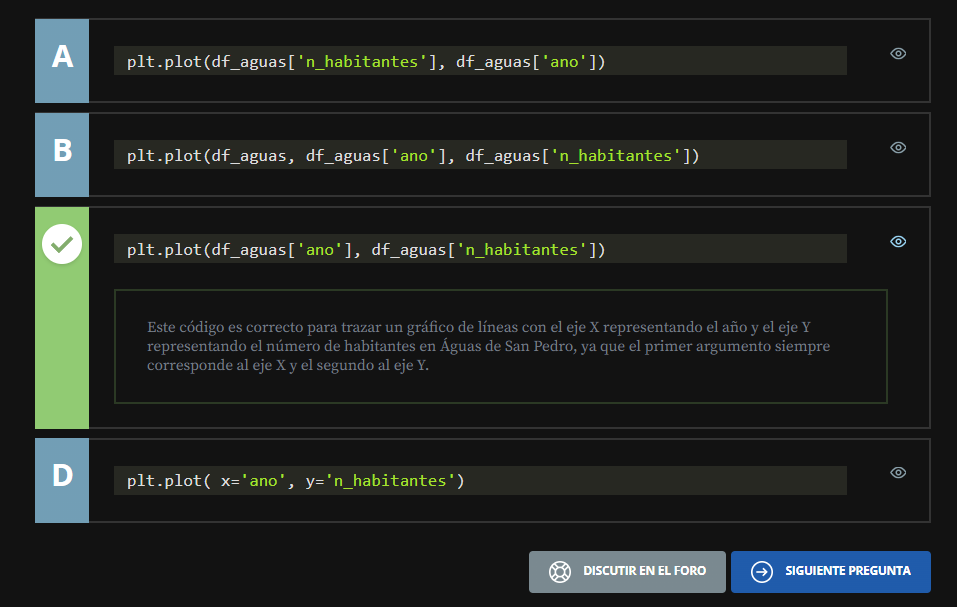 A
plt.plot(df_aguas['n_habitantes'], df_aguas['ano'])
B
plt.plot(df_aguas, df_aguas['ano'], df_aguas['n_habitantes'])
plt.plot(df_aguas['ano'], df_aguas['n_habitantes'])
Este código es correcto para trazar un gráfico de líneas con el eje X representando el año y el eje Y
representando el número de habitantes en Águas de San Pedro, ya que el primer argumento siempre
corresponde al eje X y el segundo al eje Y.
D
plt.plot( x='ano', y='n_habitantes')
DISCUTIR EN EL FORO
SIGUIENTE PREGUNTA